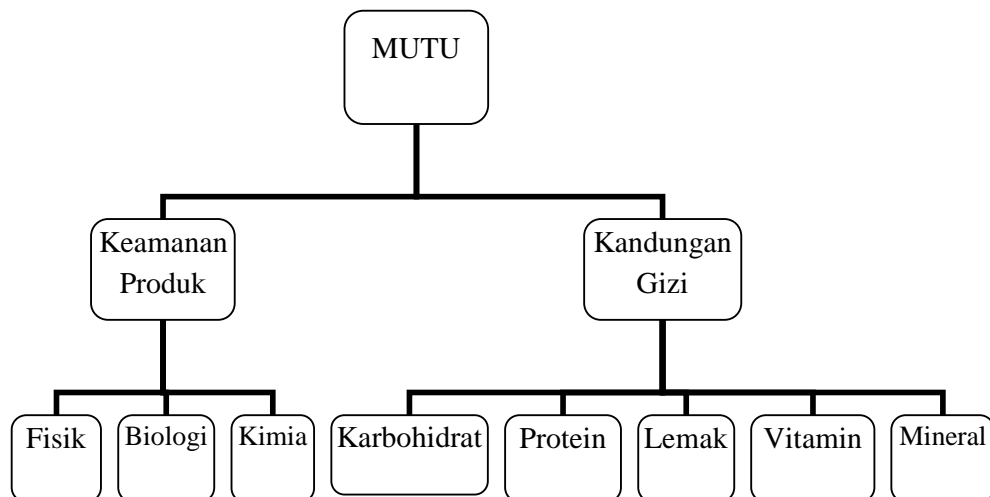 MUTU
Keamanan
Produk
Kandungan
Gizi
Fisik
Biologi
Kimia
Karbohidrat
Protein
Lemak
Vitamin
Mineral